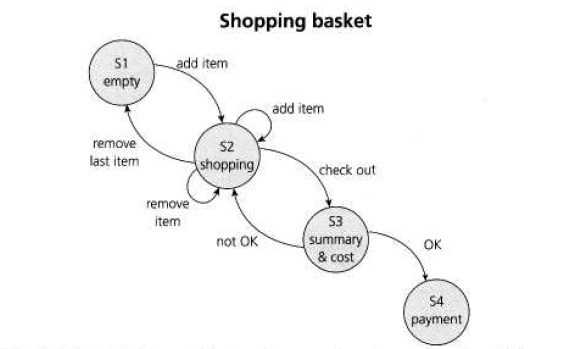 Shopping basket
S1
empty
add item
add item
remove
last item
S2
shopping
check out
remove
item
not OK
S3
summary
& cost
OK
S4
payment